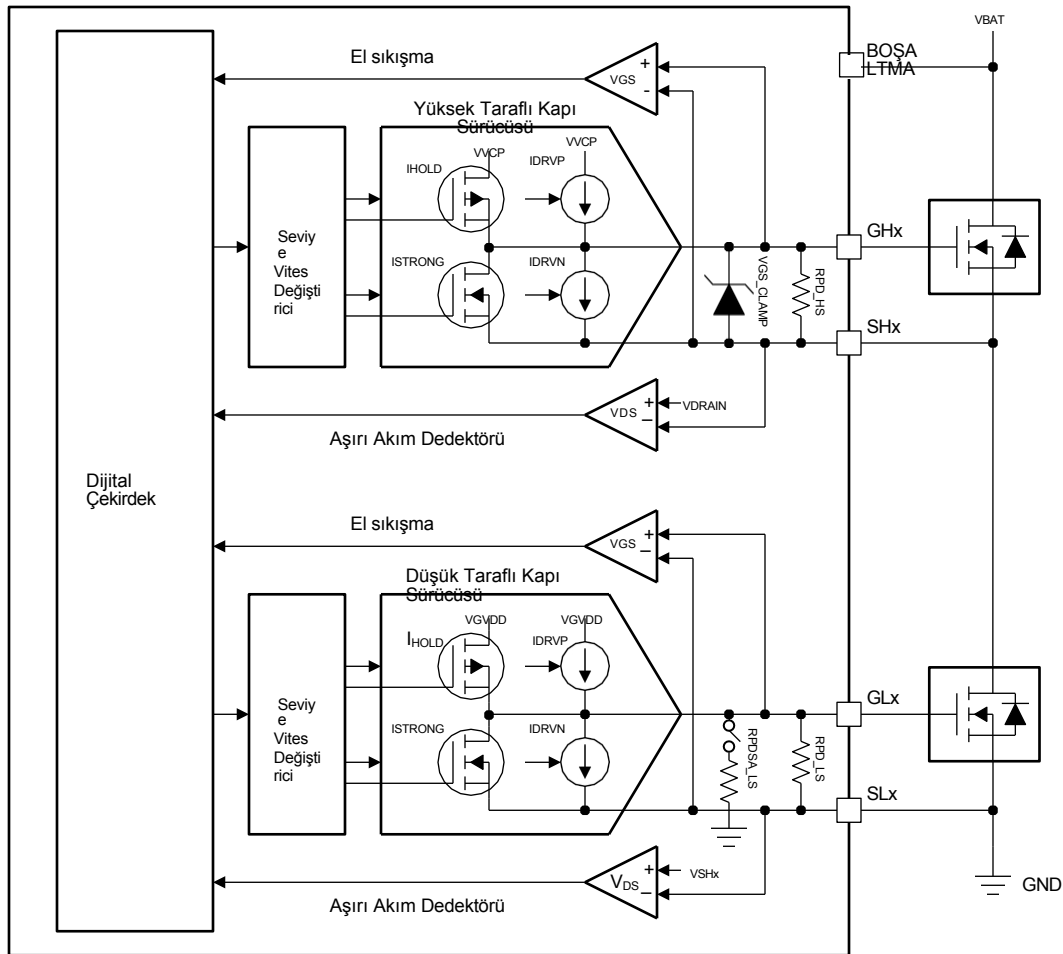 VBAT
BOŞA
LTMA
El sıkışma
VGS
+
-
Yüksek Taraflı Kapı
Sürücüsü
VVCP
VVCP
IHOLD
IDRVP
Seviy
e
Vites
Değişti
rici
ISTRONG
IDRVN
VGS_CLAMP
RPD_HS
GHx
SHx
VDS
+
–
VDRAIN
Aşırı Akım Dedektörü
Dijital
Çekirdek
El sıkışma
VGS
+
–
Düşük Taraflı Kapı
Sürücüsü
VGVDD
VGVDD
IHOLD
IDRVP
Seviy
e
Vites
Değişti
rici
ISTRONG
IDRVN
RPDSA_LS
RPD_LS
GLx
SLx
VDS
+
–
VSHx
Aşırı Akım Dedektörü
GND